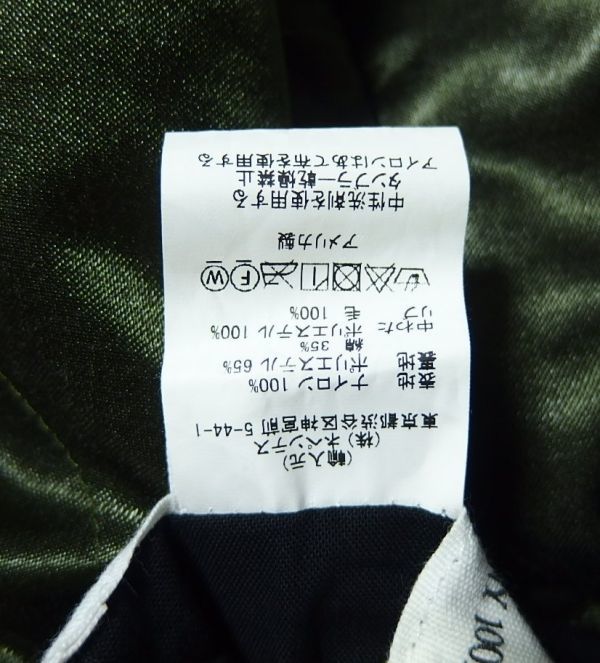 (輸入元)
(株)ネペンテス
東京都渋谷区神宮前 5-44-1
表地 ナイロン 100%
裏地 ポリエステル 65%
綿 35%
中わた ポリエステル 100%
リブ 毛 100%
F W
アメリカ製
中性洗剤を使用する
タンブラー乾燥禁止
アイロンはあて布を使用する
Y 100